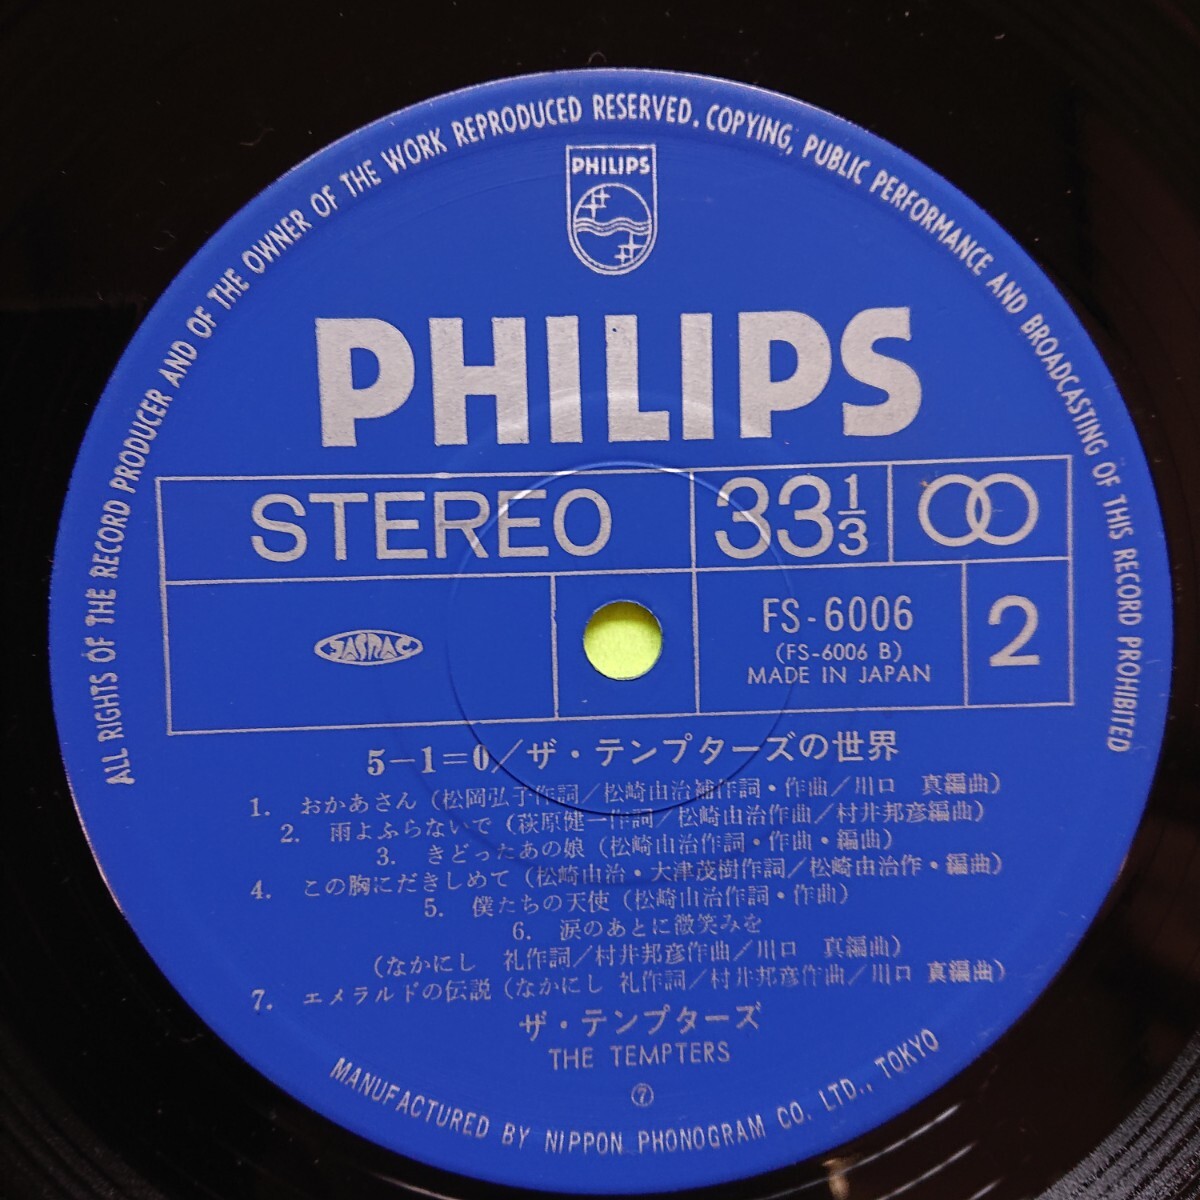 ALL RIGHTS OF THE RECORD PRODUCER AND OF THE OWNER OF THE WORK REPRODUCED RESERVED. COPYING, PUBLIC PERFORMANCE AND BROADCASTING OF THIS RECORD PROHIBITED
PHILIPS
PHILIPS
STEREO
33 1/3
JASRAC
FS-6006
(FS-6006 B)
MADE IN JAPAN
2
5-1=0/ザ・テンプターズの世界
1. おかあさん(松岡弘子作詞/松崎由治補作詞・作曲/川口 真編曲)
2. 雨よふらないで(萩原健一作詞/松崎由治作曲/村井邦彦編曲)
3. きどったあの娘(松崎由治作詞・作曲・編曲)
4. この胸にだきしめて(松崎由治・大津茂樹作詞/松崎由治作・編曲)
5. 僕たちの天使(松崎由治作詞・作曲)
6. 涙のあとに微笑みを
(なかにし 礼作詞/村井邦彦作曲/川口 真編曲)
7. エメラルドの伝説(なかにし 礼作詞/村井邦彦作曲/川口 真編曲)
ザ・テンプターズ
THE TEMPTERS
⑦
MANUFACTURED BY NIPPON PHONOGRAM CO. LTD., TOKYO